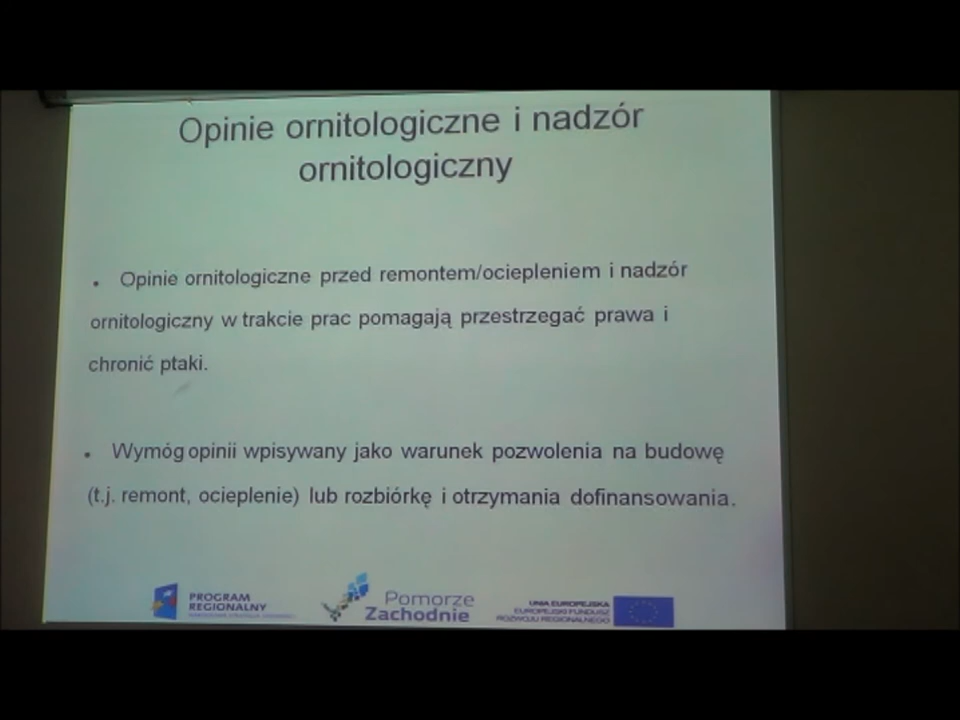 Opinie ornitologiczne i nadzór
ornitologiczny
• Opinie ornitologiczne przed remontem/ociepleniem i nadzór
ornitologiczny w trakcie prac pomagają przestrzegać prawa i
chronić ptaki.
• Wymóg opinii wpisywany jako warunek pozwolenia na budowę
(t.j. remont, ocieplenie) lub rozbiórkę i otrzymania dofinansowania.
PROGRAM
REGIONALNY
Pomorze
Zachodnie
UNIA EUROPEJSKA
EUROPEJSKI FUNDUSZ
ROZWOJU REGIONALNEGO